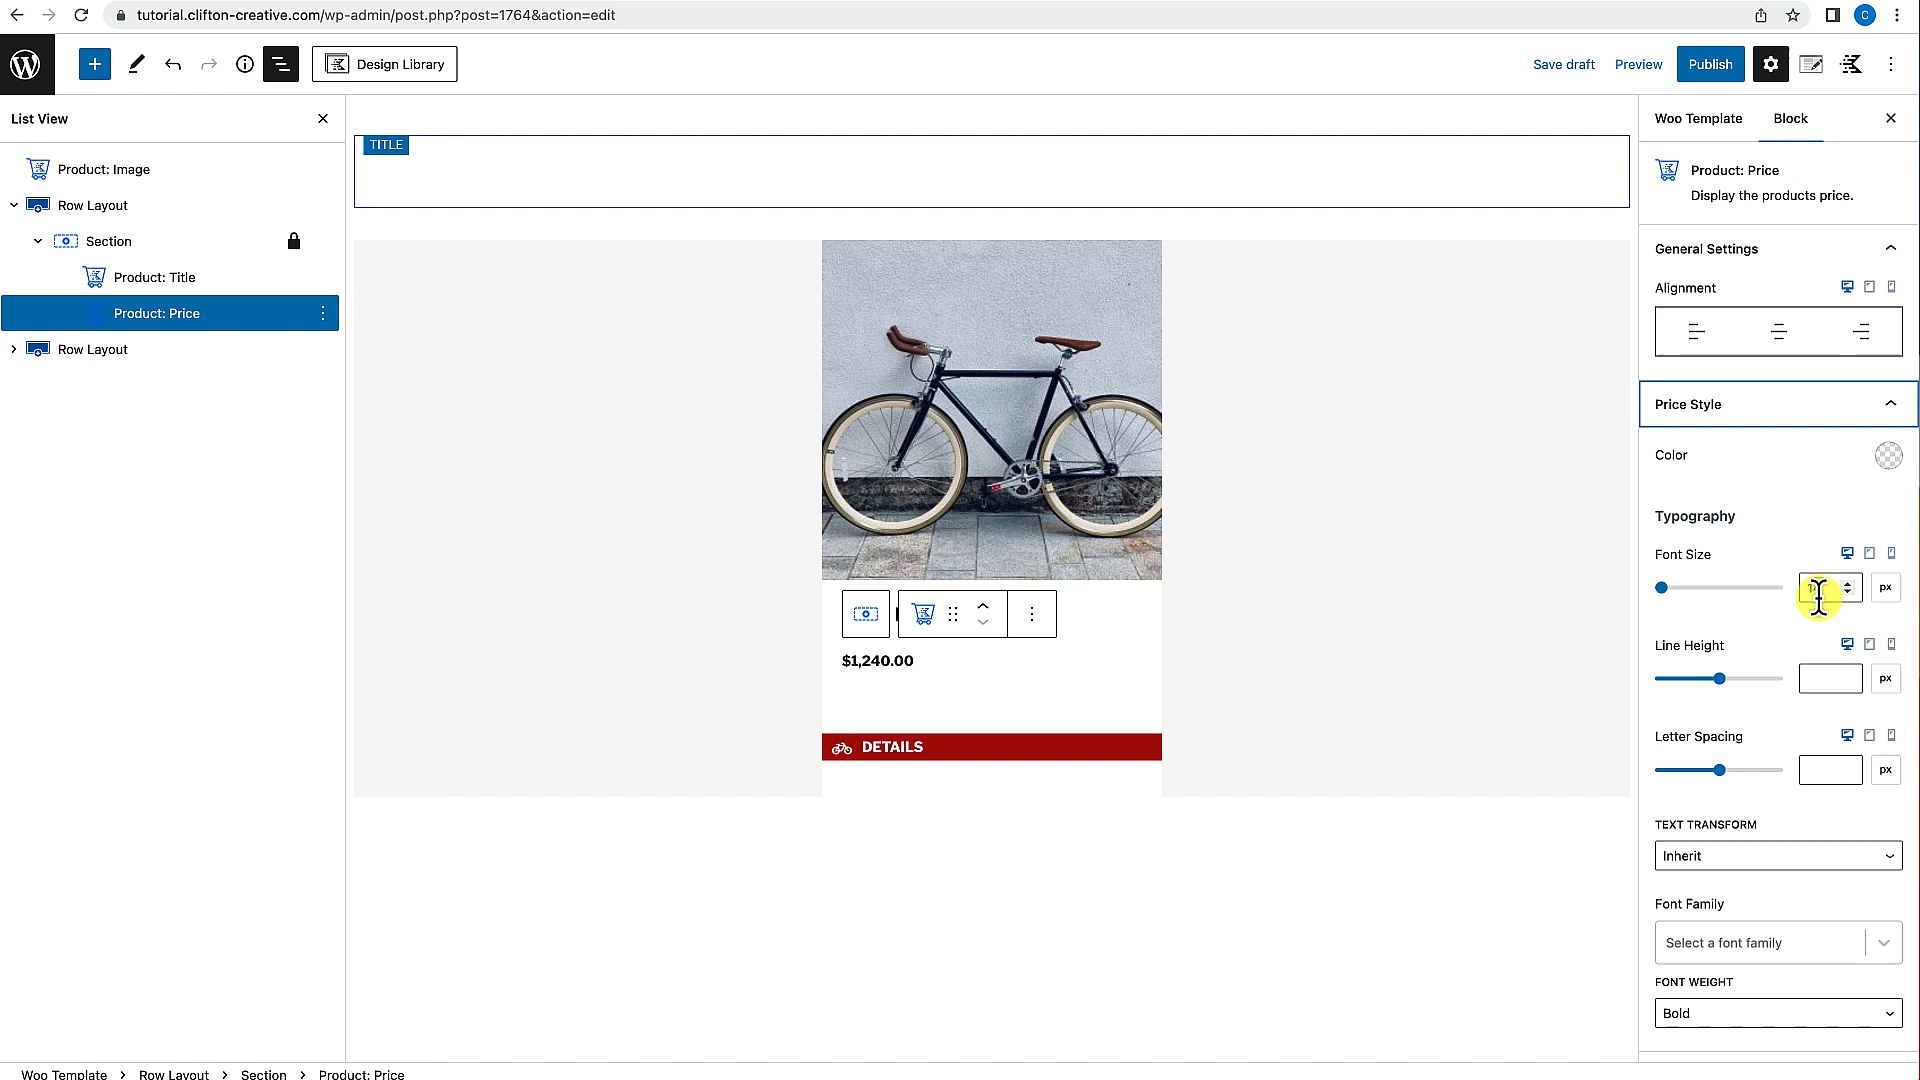 tutorial.clifton-creative.com/wp-admin/post.php?post=1764&action=edit
C
Design Library
Save draft
Preview
Publish
List View
Product: Image
Row Layout
Section
Product: Title
Product: Price
Row Layout
TITLE
$1,240.00
DETAILS
Woo Template
Block
Product: Price
Display the products price.
General Settings
Alignment
Price Style
Color
Typography
Font Size
px
Line Height
px
Letter Spacing
px
TEXT TRANSFORM
Inherit
Font Family
Select a font family
FONT WEIGHT
Bold
Woo Template > Row Layout > Section > Product: Price